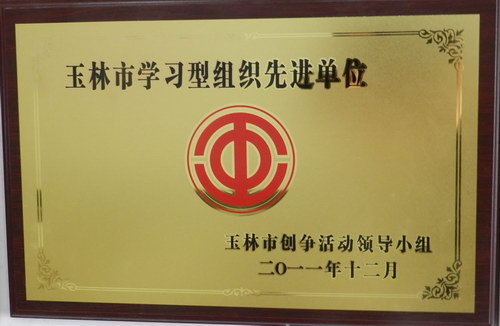 玉林市学习型组织先进单位
玉林市创争活动领导小组
二O一一年十二月